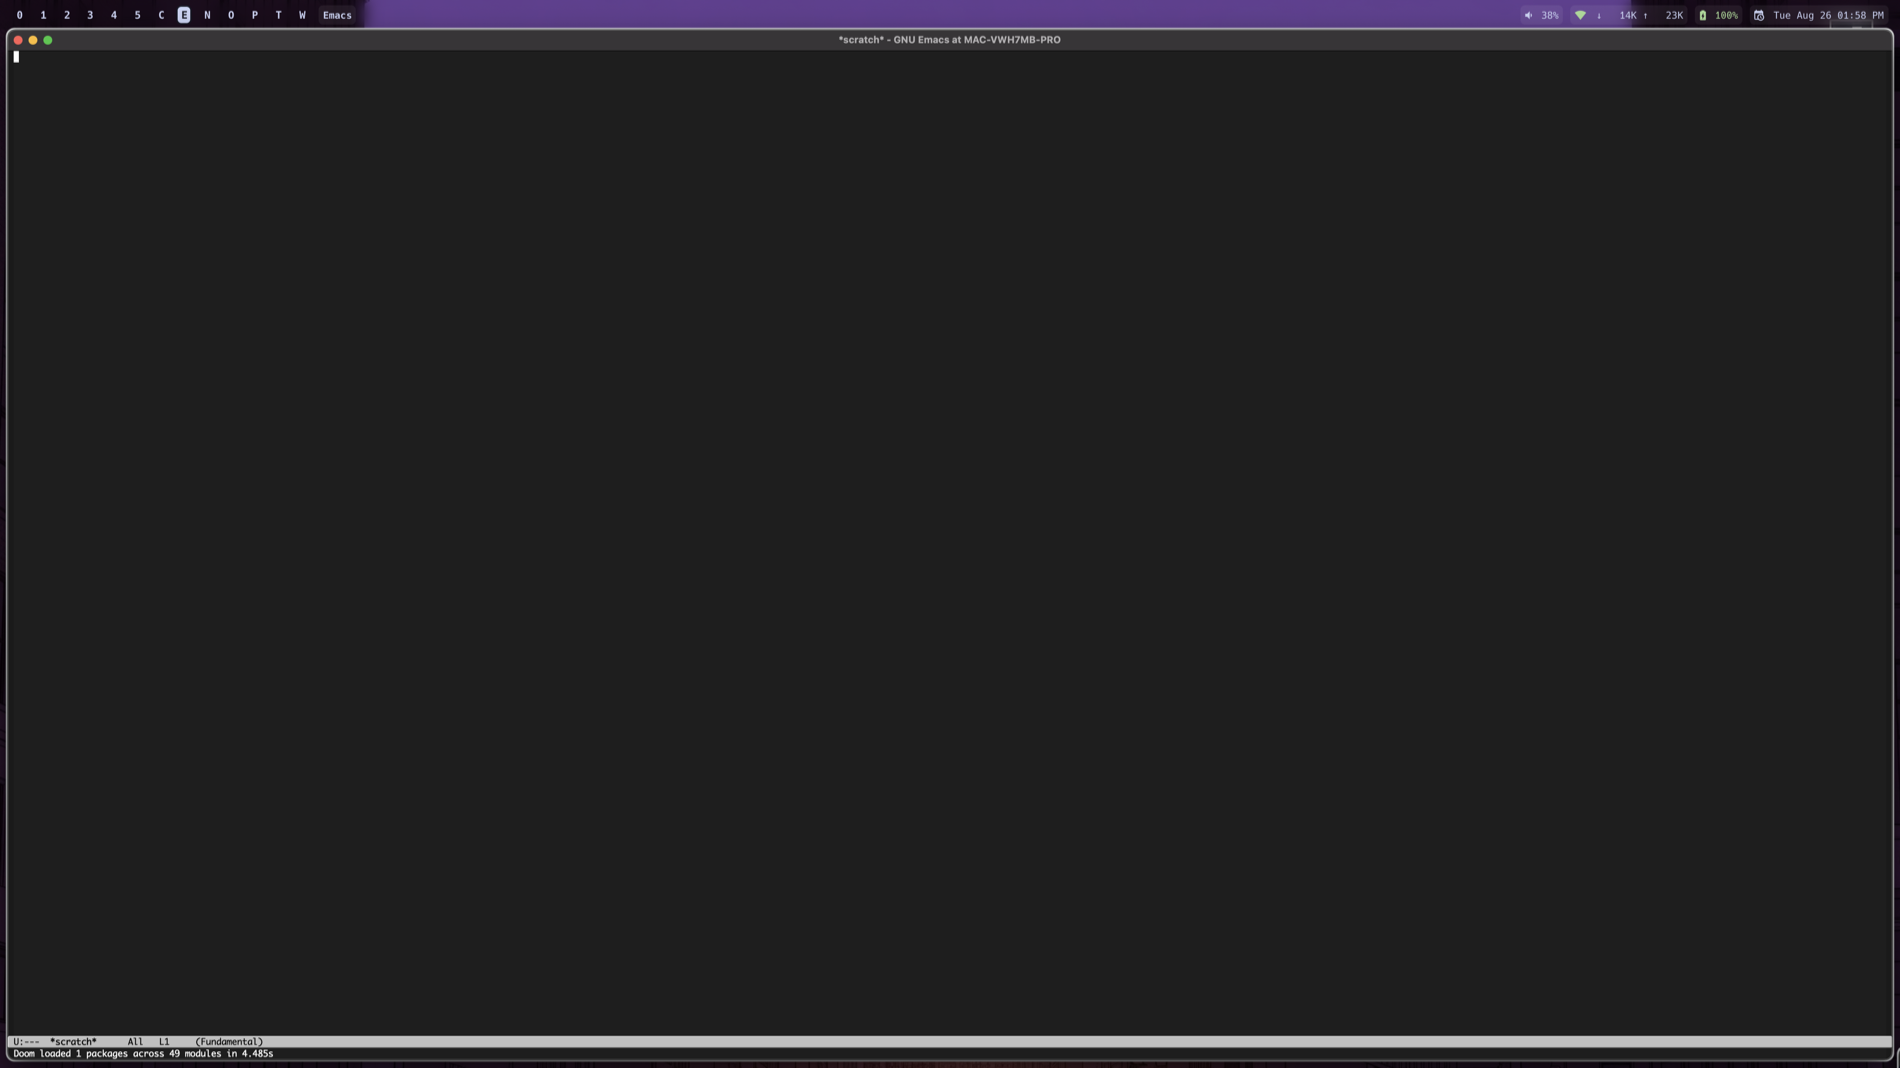 0 1 2 3 4 5 C E N O P T W Emacs 38% ↓ 14K ↑ 23K 100% Tue Aug 26 01:58 PM
*scratch* - GNU Emacs at MAC-VWH7MB-PRO
U:--- *scratch* All L1 (Fundamental)
Doom loaded 1 packages across 49 modules in 4.485s